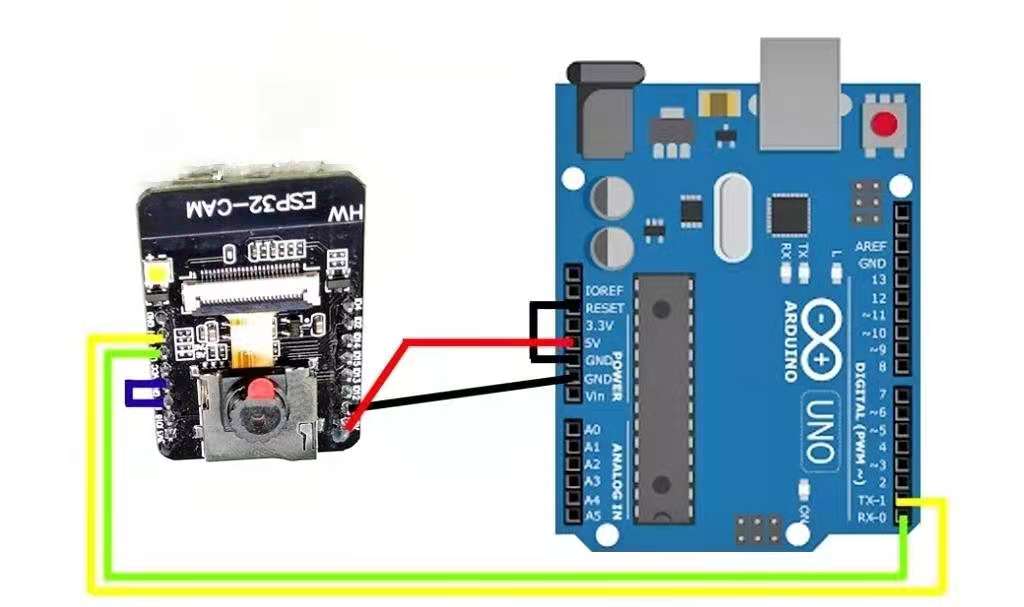 ESP32-CAM
HW
IOREF
RESET
3.3V
5V
GND
GND
Vin
POWER
A0
A1
A2
A3
A4
A5
ANALOG IN
RX
TX
L
ARDUINO
UNO
ON
AREF
GND
13
12
~11
~10
~9
8
7
~6
~5
4
~3
2
TX-1
RX-0
DIGITAL (PWM ~)